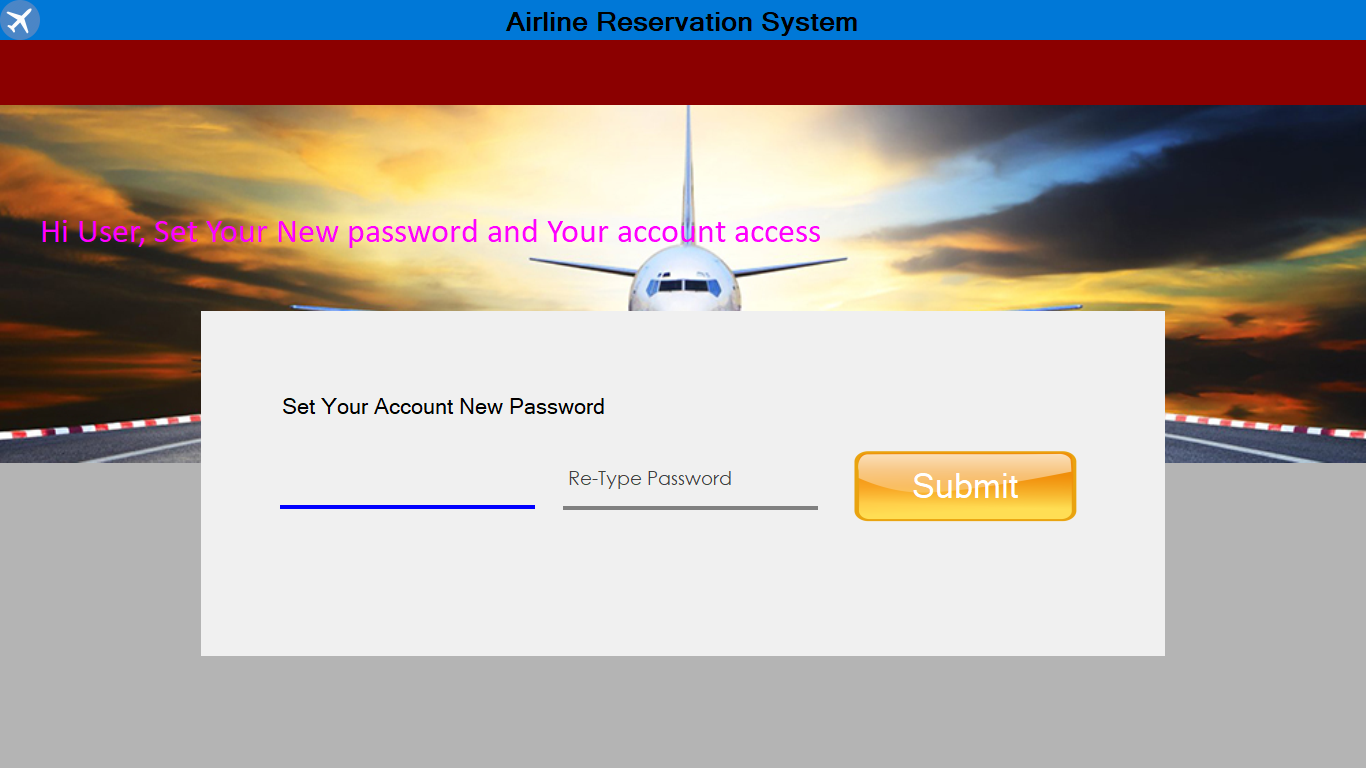 Airline Reservation System
Hi User, Set Your New password and Your account access
Set Your Account New Password
Re-Type Password
Submit